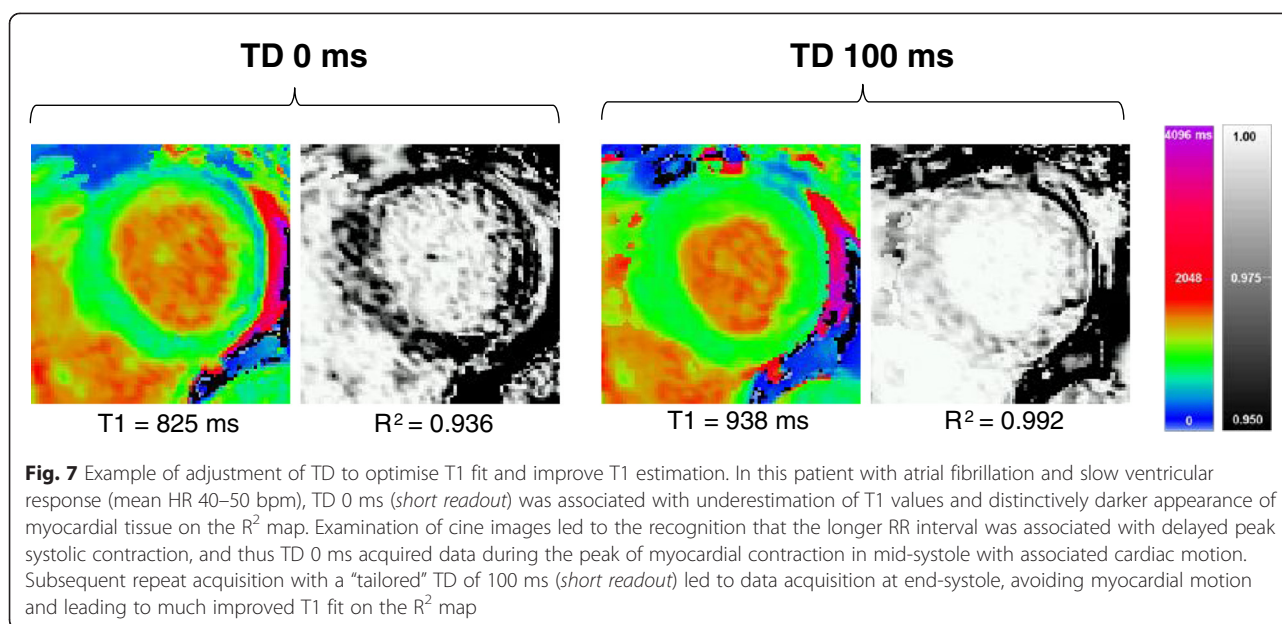 TD 0 ms
TD 100 ms
4096 ms
2048
0
1.00
0.975
0.950
T1 = 825 ms
R² = 0.936
T1 = 938 ms
R² = 0.992
Fig. 7 Example of adjustment of TD to optimise T1 fit and improve T1 estimation. In this patient with atrial fibrillation and slow ventricular
response (mean HR 40–50 bpm), TD 0 ms (short readout) was associated with underestimation of T1 values and distinctively darker appearance of
myocardial tissue on the R² map. Examination of cine images led to the recognition that the longer RR interval was associated with delayed peak
systolic contraction, and thus TD 0 ms acquired data during the peak of myocardial contraction in mid-systole with associated cardiac motion.
Subsequent repeat acquisition with a “tailored” TD of 100 ms (short readout) led to data acquisition at end-systole, avoiding myocardial motion
and leading to much improved T1 fit on the R² map